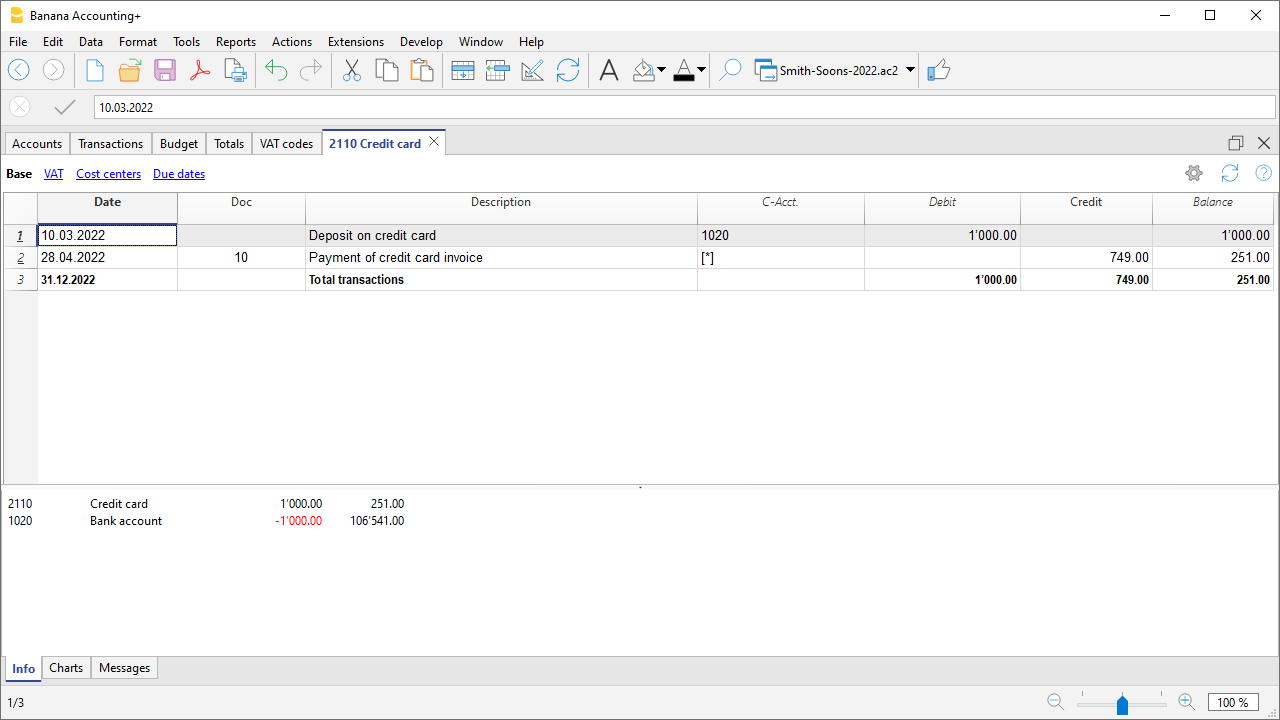 Banana Accounting+
File Edit Data Format Tools Reports Actions Extensions Develop Window Help
Smith-Soons-2022.ac2
10.03.2022
Accounts Transactions Budget Totals VAT codes 2110 Credit card
Base VAT Cost centers Due dates
Date Doc Description C-Acct. Debit Credit Balance
1 10.03.2022 Deposit on credit card 1020 1'000.00 1'000.00
2 28.04.2022 10 Payment of credit card invoice [*] 749.00 251.00
3 31.12.2022 Total transactions 1'000.00 749.00 251.00
2110 Credit card 1'000.00 251.00
1020 Bank account -1'000.00 106'541.00
Info Charts Messages
1/3 100 %